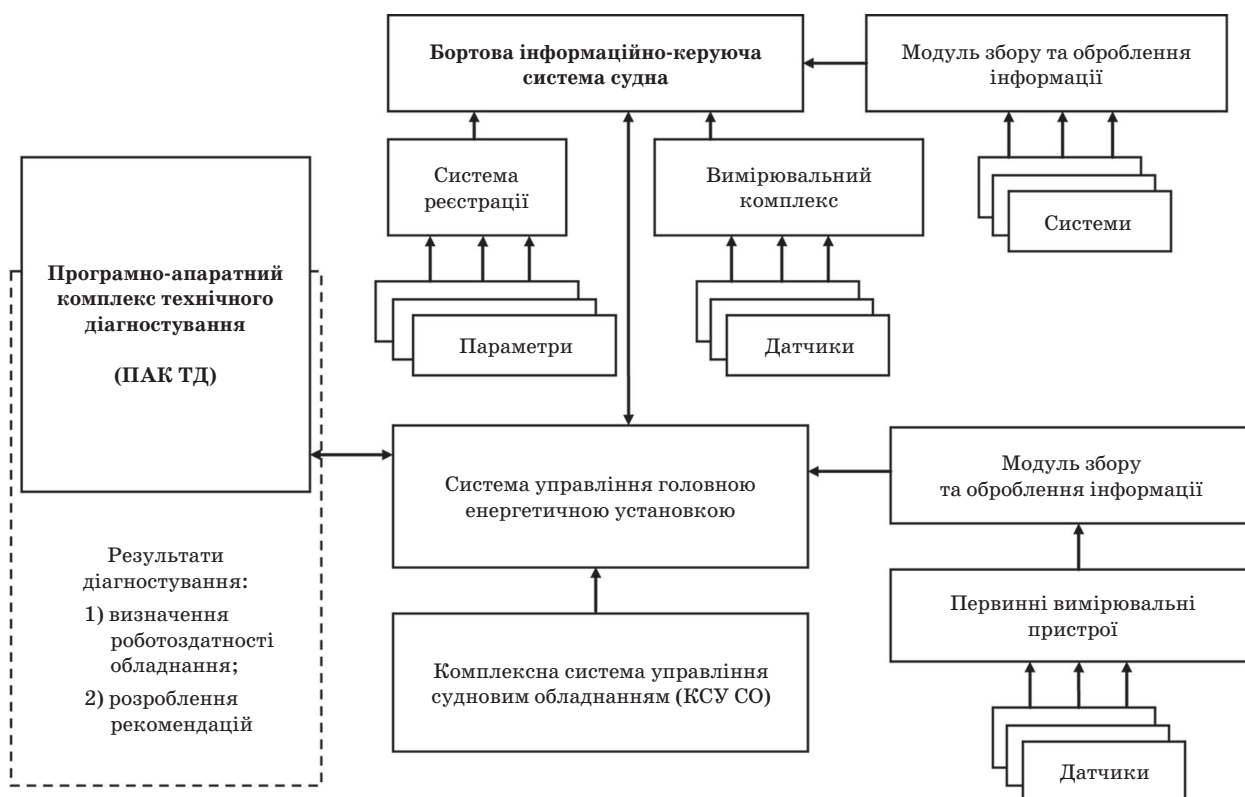 Бортова інформаційно-керуюча
система судна
Модуль збору та оброблення
інформації
Система
реєстрації
Вимірювальний
комплекс
Системи
Програмно-апаратний
комплекс технічного
діагностування
(ПАК ТД)
Параметри
Датчики
Система управління головною
енергетичною установкою
Модуль збору
та оброблення інформації
Результати
діагностування:
1) визначення
роботоздатності
обладнання;
2) розроблення
рекомендацій
Первинні вимірювальні
пристрої
Комплексна система управління
судновим обладнанням (КСУ СО)
Датчики